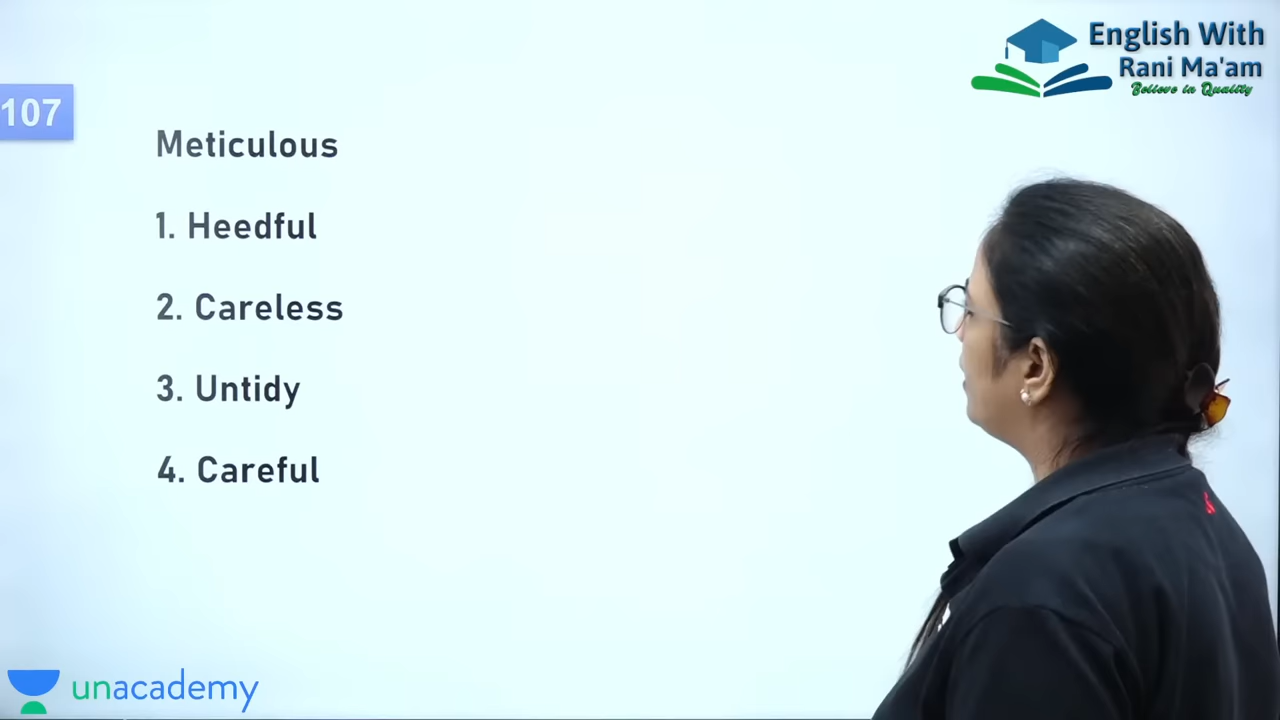 English With
Rani Ma'am
Believe in Quality
107
Meticulous
1. Heedful
2. Careless
3. Untidy
4. Careful
unacademy